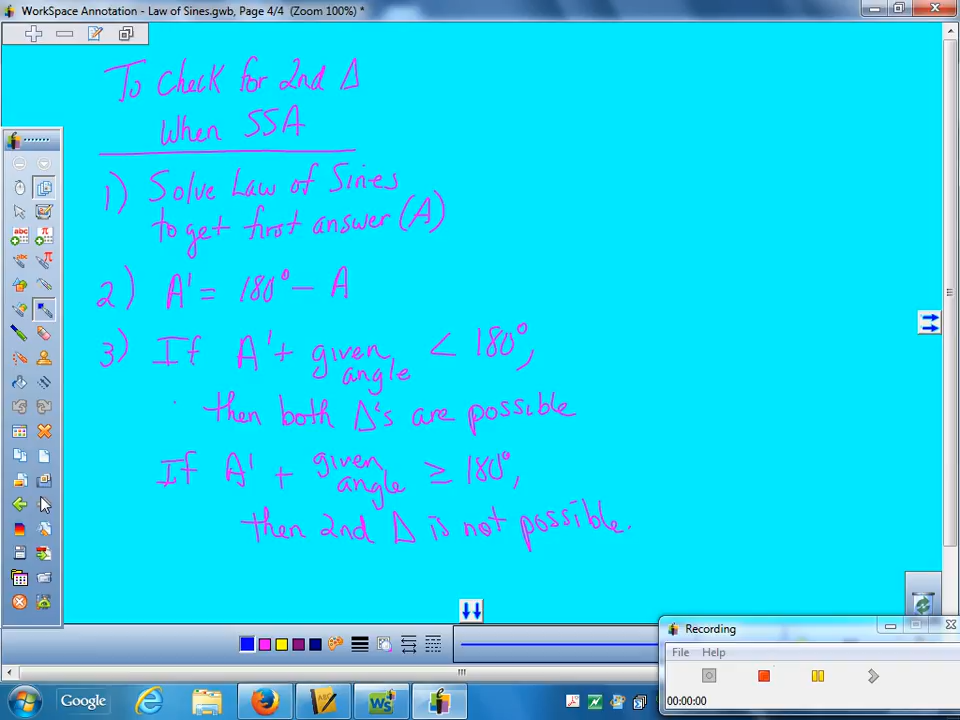 WorkSpace Annotation - Law of Sines.gwb, Page 4/4 (Zoom 100%) *
To Check for 2nd Δ
When SSA
1) Solve Law of Sines
to get first answer (A)
2) A' = 180° − A
3) If A' + given angle < 180°,
then both Δ's are possible
If A' + given angle ≥ 180°,
then 2nd Δ is not possible.
Recording
File Help
00:00:00
Google